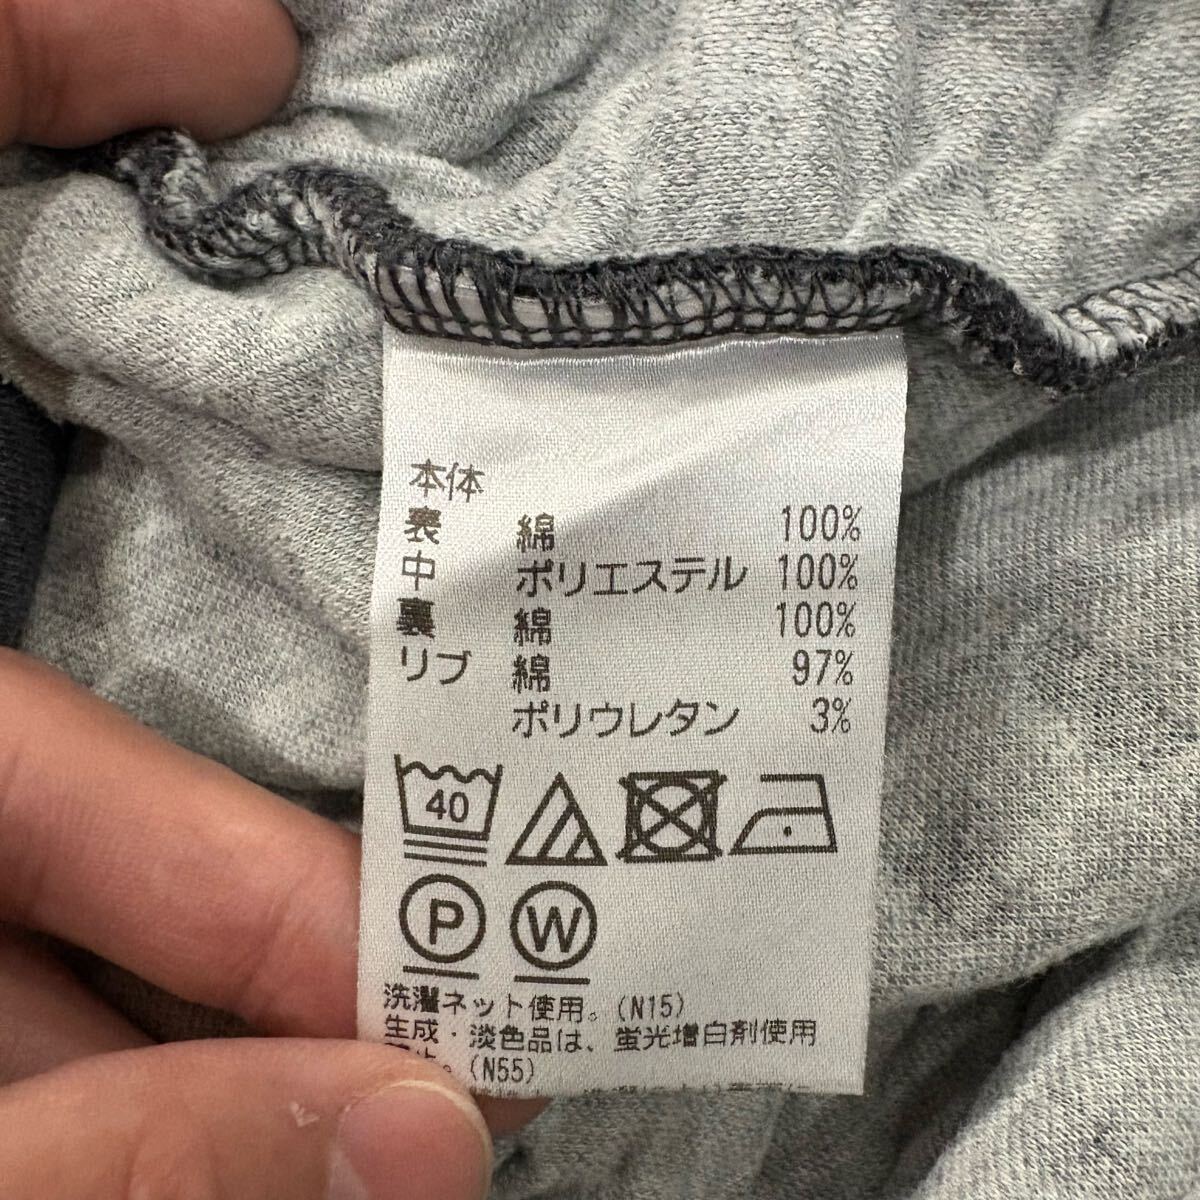 本体
表 綿 100%
中 ポリエステル 100%
裏 綿 100%
リブ 綿 97%
ポリウレタン 3%
40
P W
洗濯ネット使用。(N15)
生成・淡色品は、蛍光増白剤使用
。(N55)